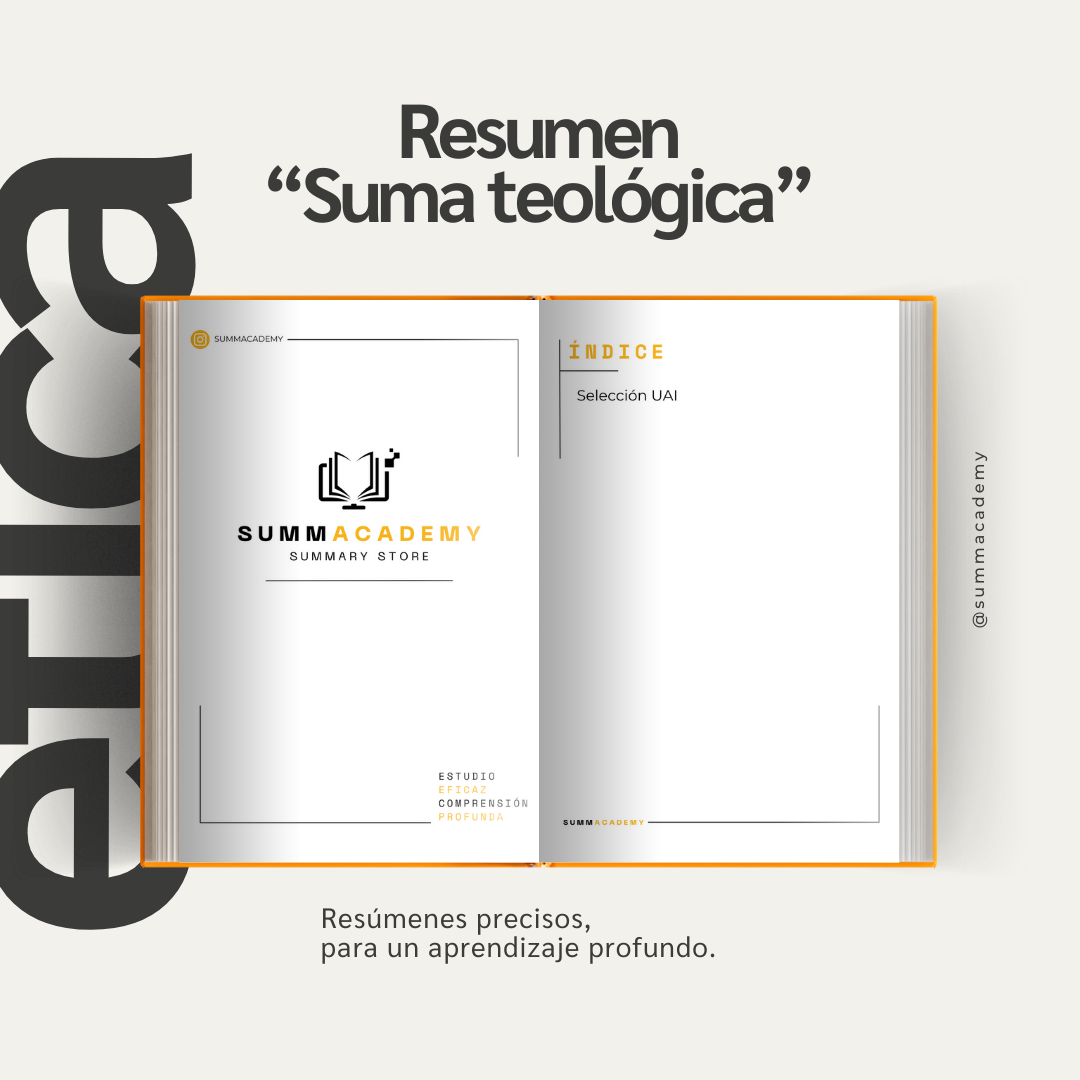 Resumen
“Suma teológica”
eTICa
SUMMACADEMY
SUMMACADEMY
SUMMARY STORE
ESTUDIO
EFICAZ
COMPRENSIÓN
PROFUNDA
ÍNDICE
Selección UAI
SUMMACADEMY
@summacademy
Resúmenes precisos,
para un aprendizaje profundo.